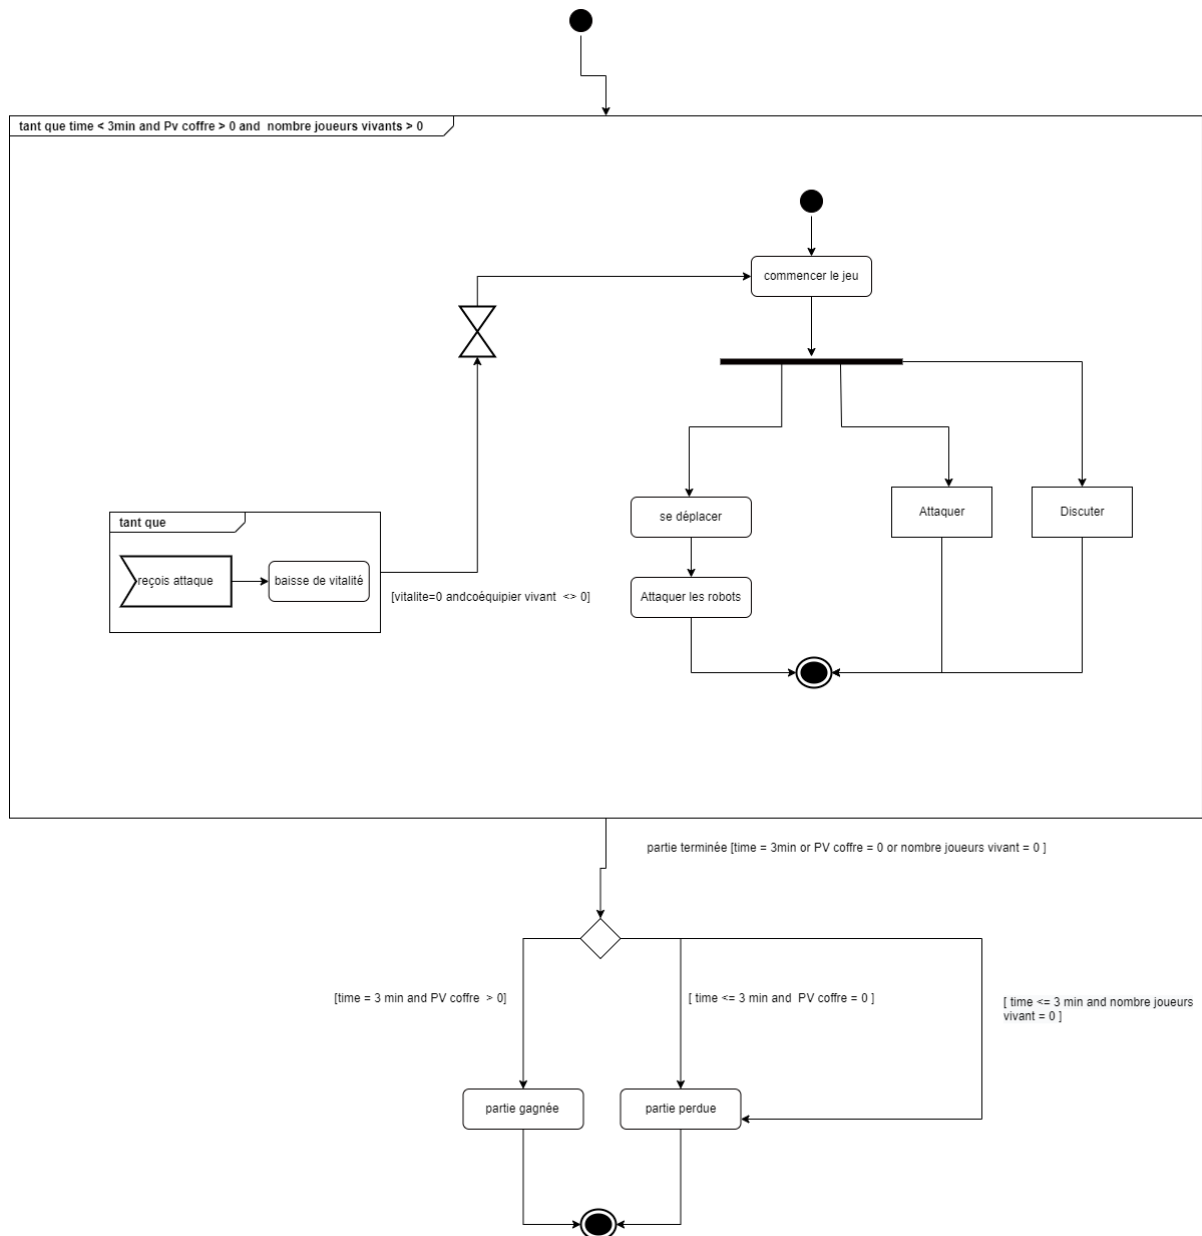 tant que time < 3min and Pv coffre > 0 and  nombre joueurs vivants > 0
commencer le jeu
se déplacer
Attaquer
Discuter
tant que
reçois attaque
baisse de vitalité
[vitalite=0 andcoéquipier vivant  <> 0]
Attaquer les robots
partie terminée [time = 3min or PV coffre = 0 or nombre joueurs vivant = 0 ]
[time = 3 min and PV coffre  > 0]
[ time <= 3 min and  PV coffre = 0 ]
[ time <= 3 min and nombre joueurs
vivant = 0 ]
partie gagnée
partie perdue